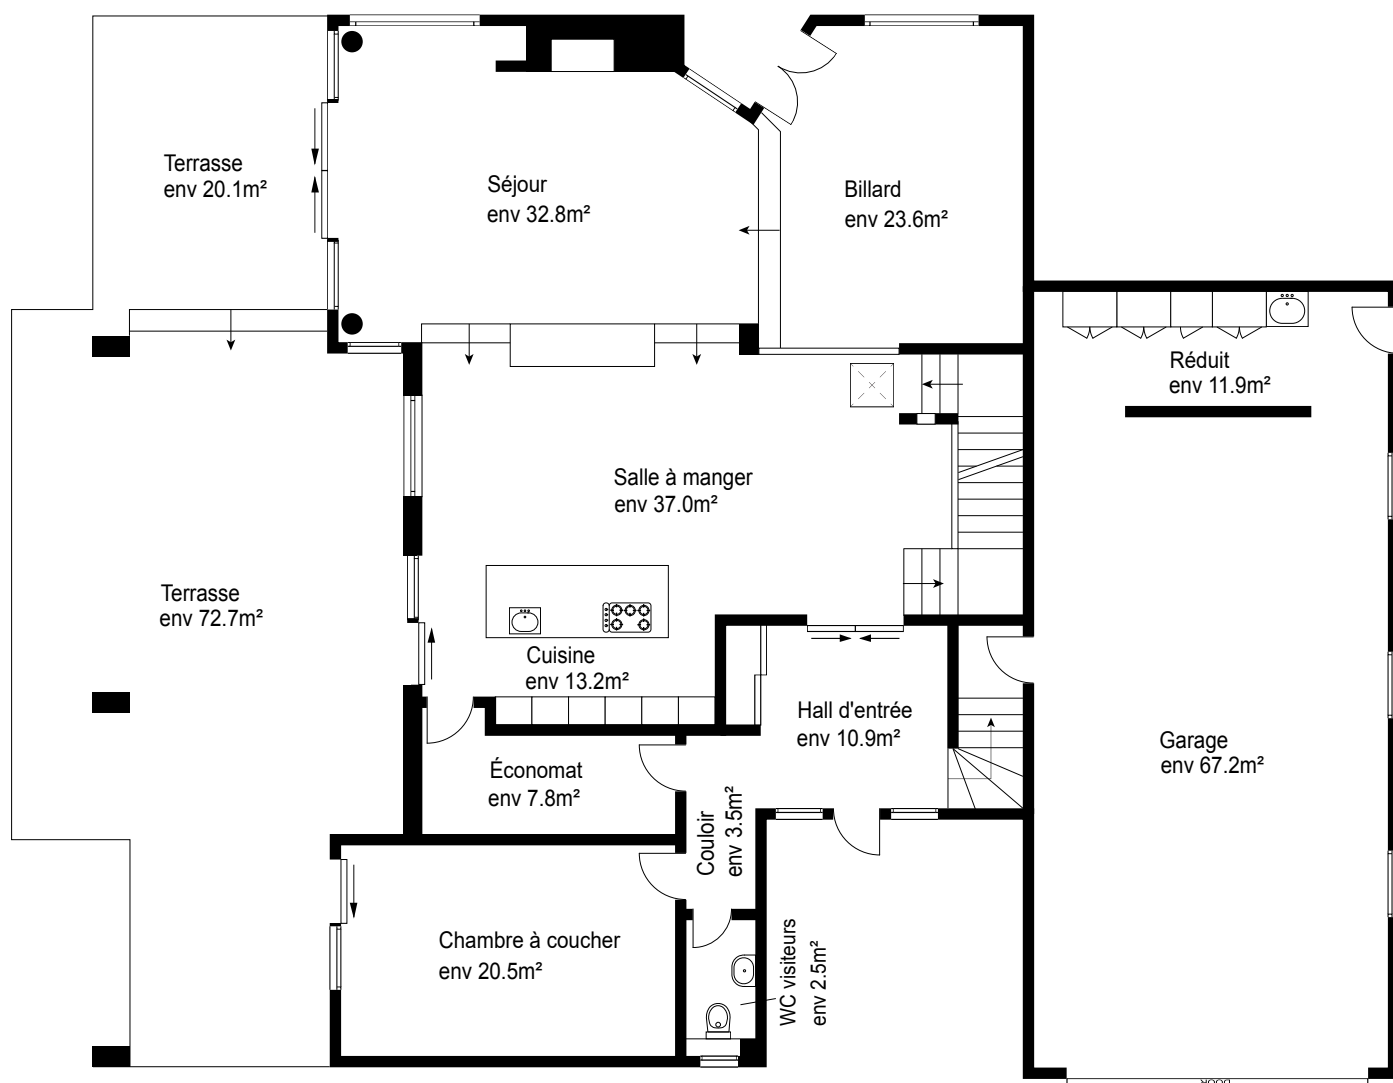 Terrasse
env 20.1m²
Séjour
env 32.8m²
Billard
env 23.6m²
Réduit
env 11.9m²
Salle à manger
env 37.0m²
Terrasse
env 72.7m²
Cuisine
env 13.2m²
Hall d'entrée
env 10.9m²
Garage
env 67.2m²
Économat
env 7.8m²
Couloir
env 3.5m²
Chambre à coucher
env 20.5m²
WC visiteurs
env 2.5m²
DOOR